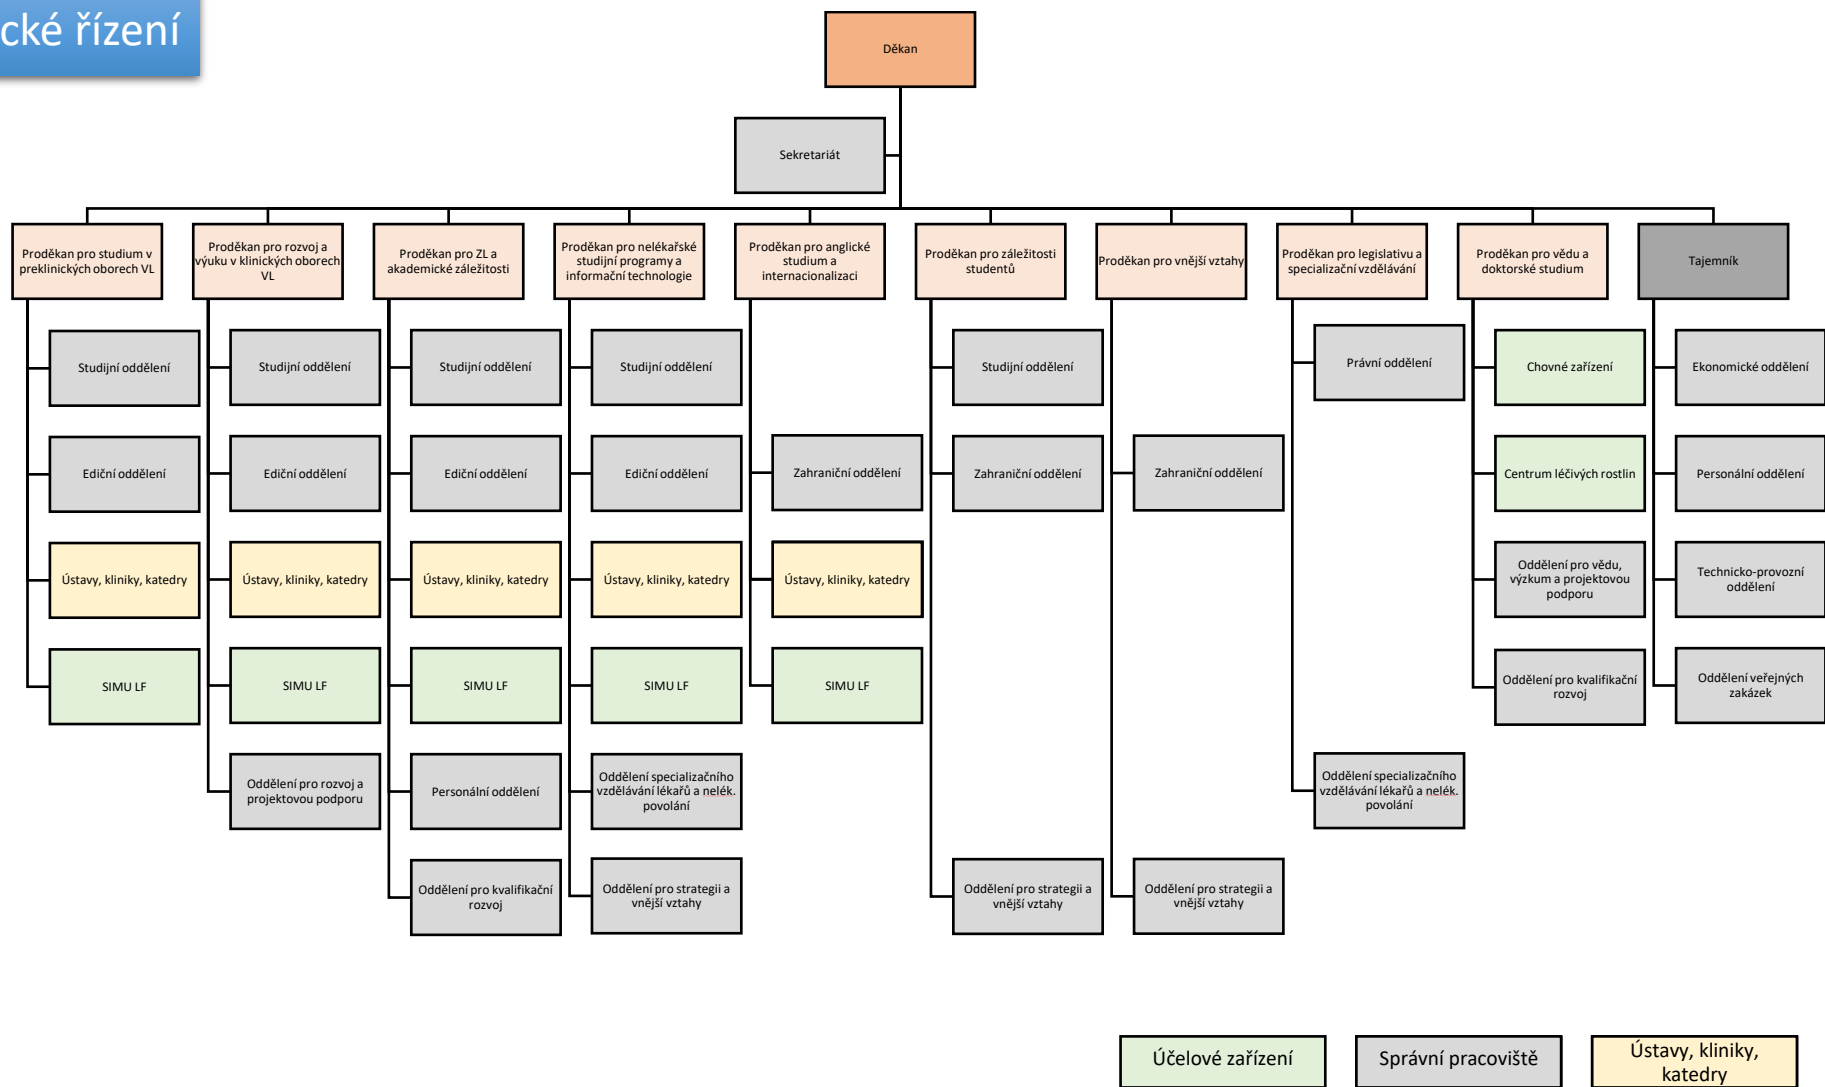 cké řízení
Děkan
Sekretariát
Proděkan pro studium v
preklinických oborech VL
Proděkan pro rozvoj a
výuku v klinických oborech
VL
Proděkan pro ZL a
akademické záležitosti
Proděkan pro nelékařské
studijní programy a
informační technologie
Proděkan pro anglické
studium a
internacionalizaci
Proděkan pro záležitosti
studentů
Proděkan pro vnější vztahy
Proděkan pro legislativu a
specializační vzdělávání
Proděkan pro vědu a
doktorské studium
Tajemník
Studijní oddělení
Studijní oddělení
Studijní oddělení
Studijní oddělení
Studijní oddělení
Právní oddělení
Chovné zařízení
Ekonomické oddělení
Ediční oddělení
Ediční oddělení
Ediční oddělení
Ediční oddělení
Zahraniční oddělení
Zahraniční oddělení
Zahraniční oddělení
Centrum léčivých rostlin
Personální oddělení
Ústavy, kliniky, katedry
Ústavy, kliniky, katedry
Ústavy, kliniky, katedry
Ústavy, kliniky, katedry
Ústavy, kliniky, katedry
Oddělení pro vědu,
výzkum a projektovou
podporu
Technicko-provozní
oddělení
SIMU LF
SIMU LF
SIMU LF
SIMU LF
SIMU LF
Oddělení pro kvalifikační
rozvoj
Oddělení veřejných
zakázek
Oddělení pro rozvoj a
projektovou podporu
Personální oddělení
Oddělení specializačního
vzdělávání lékařů a nelék.
povolání
Oddělení specializačního
vzdělávání lékařů a nelék.
povolání
Oddělení pro kvalifikační
rozvoj
Oddělení pro strategii a
vnější vztahy
Oddělení pro strategii a
vnější vztahy
Oddělení pro strategii a
vnější vztahy
Účelové zařízení
Správní pracoviště
Ústavy, kliniky,
katedry